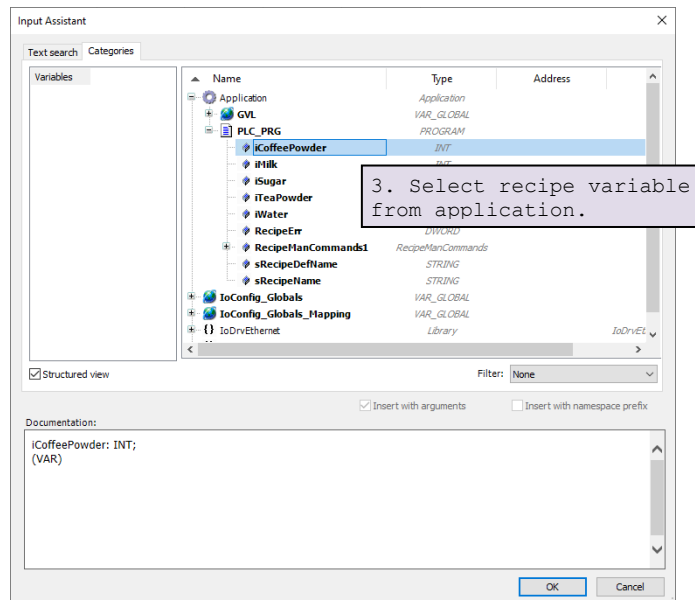 Input Assistant
Text search Categories
Variables
Name Type Address
Application Application
GVL VAR_GLOBAL
PLC_PRG PROGRAM
iCoffeePowder INT
iMilk
iSugar
iTeaPowder
iWater
3. Select recipe variable
from application.
RecipeErr DWORD
RecipeManCommands1 RecipeManCommands
sRecipeDefName STRING
sRecipeName STRING
IoConfig_Globals VAR_GLOBAL
IoConfig_Globals_Mapping VAR_GLOBAL
{} IoDrvEthernet Library IoDrvEt
Structured view Filter: None
Insert with arguments Insert with namespace prefix
Documentation:
iCoffeePowder: INT;
(VAR)
OK Cancel